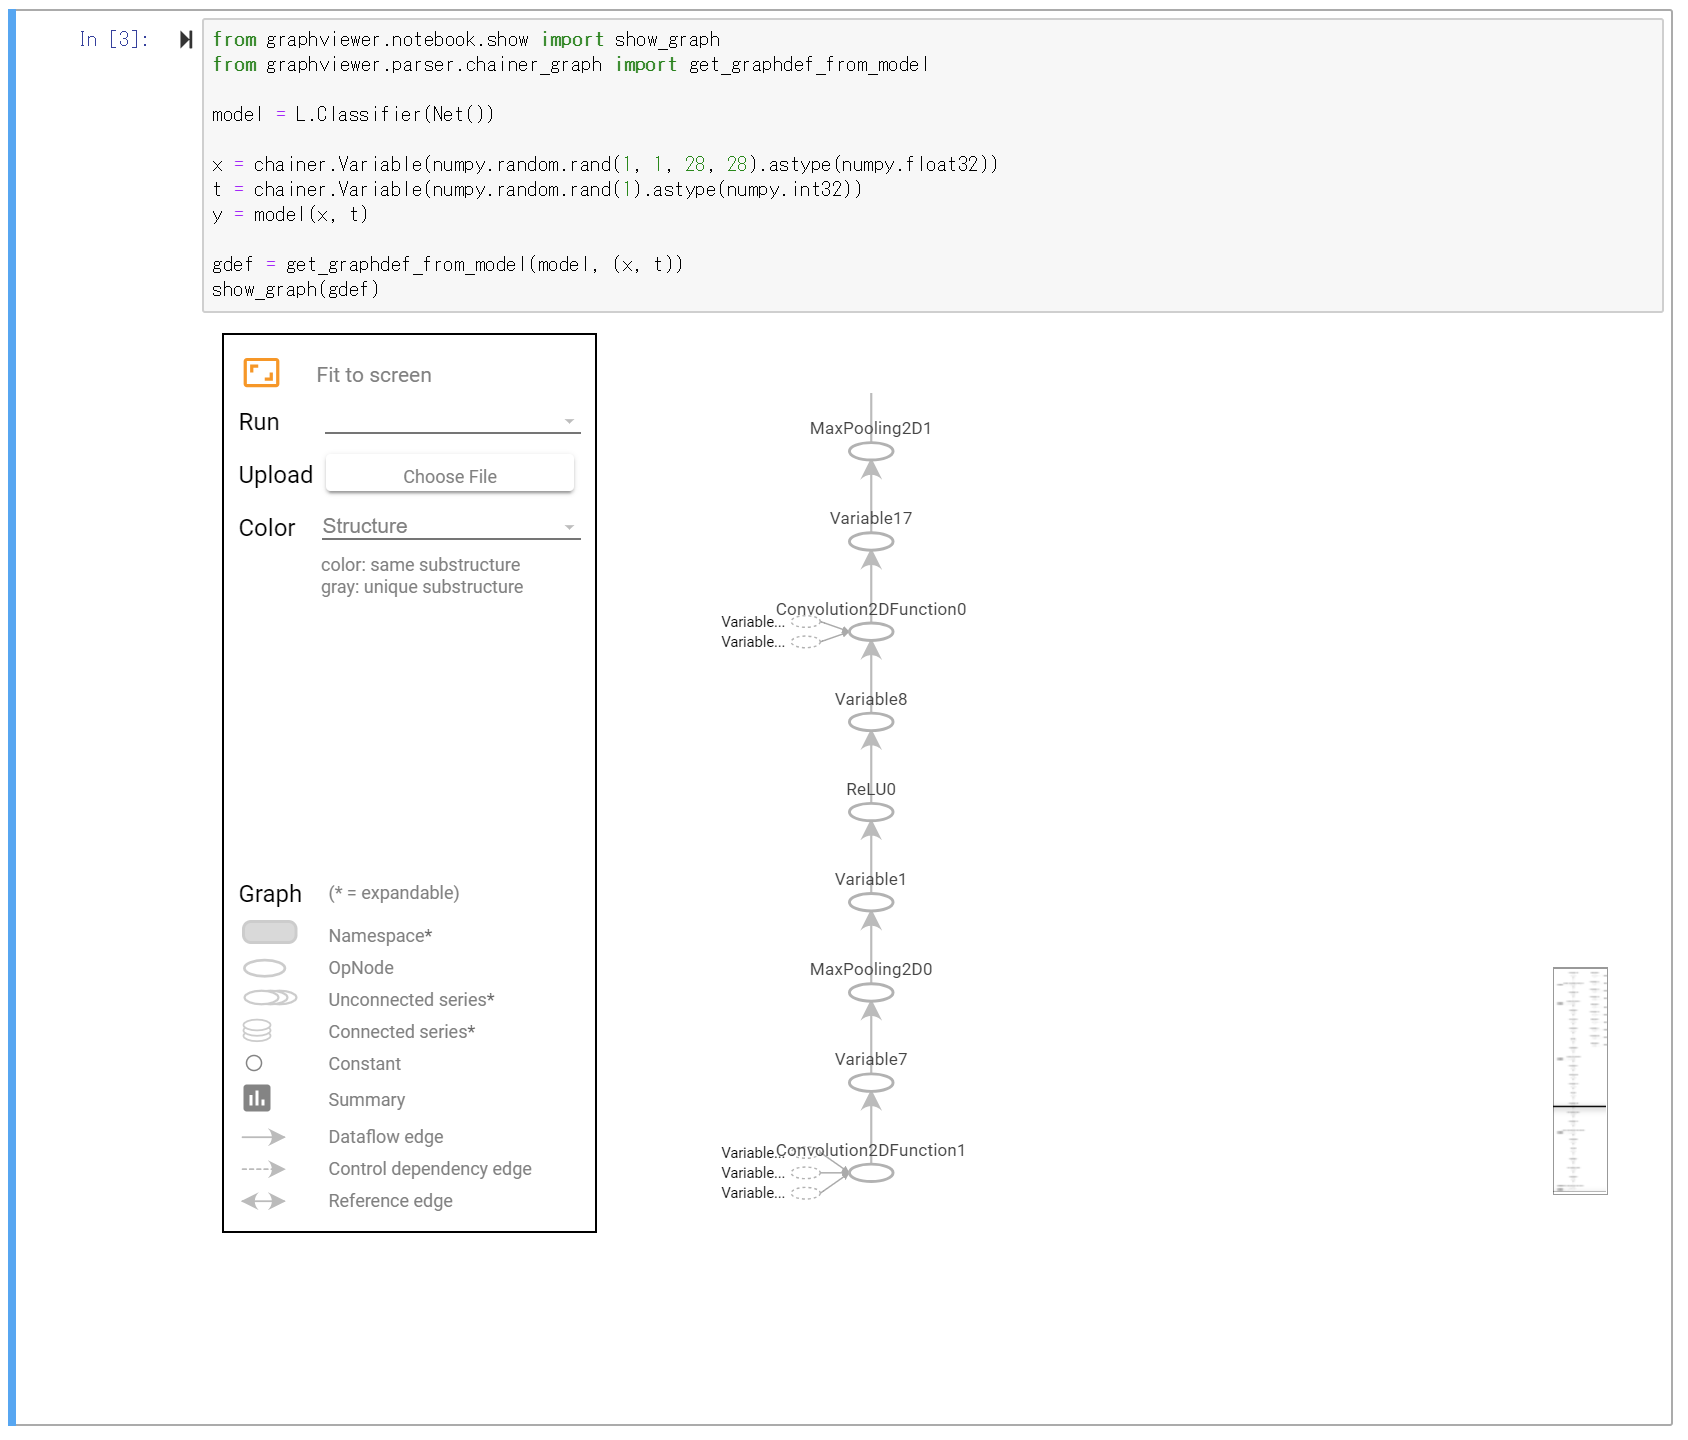 In [3]:
from graphviewer.notebook.show import show_graph
from graphviewer.parser.chainer_graph import get_graphdef_from_model
model = L.Classifier(Net())
x = chainer.Variable(numpy.random.rand(1, 1, 28, 28).astype(numpy.float32))
t = chainer.Variable(numpy.random.rand(1).astype(numpy.int32))
y = model(x, t)
gdef = get_graphdef_from_model(model, (x, t))
show_graph(gdef)
Fit to screen
Run
Upload Choose File
Color Structure
color: same substructure
gray: unique substructure
Graph (* = expandable)
Namespace*
OpNode
Unconnected series*
Connected series*
Constant
Summary
Dataflow edge
Control dependency edge
Reference edge
MaxPooling2D1
Variable17
Convolution2DFunction0
Variable...
Variable...
Variable8
ReLU0
Variable1
MaxPooling2D0
Variable7
Convolution2DFunction1
Variable...
Variable...
Variable...